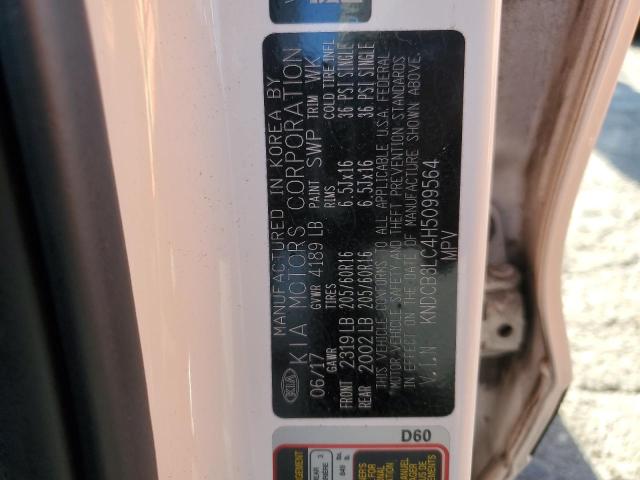 MANUFACTURED IN KOREA BY
KIA MOTORS CORPORATION
06/17 GVWR 4189 LB PAINT SWP TRIM WK
GAWR TIRES RIMS COLD TIRE INFL
FRONT 2319 LB 205/60R16 6.5Jx16 36 PSI SINGLE
REAR 2002 LB 205/60R16 6.5Jx16 36 PSI SINGLE
THIS VEHICLE CONFORMS TO ALL APPLICABLE U.S.A. FEDERAL
MOTOR VEHICLE SAFETY AND THEFT PREVENTION STANDARDS
IN EFFECT ON THE DATE OF MANUFACTURE SHOWN ABOVE.
V.I.N KNDCB3LC4H5099564
MPV
KIA
D60